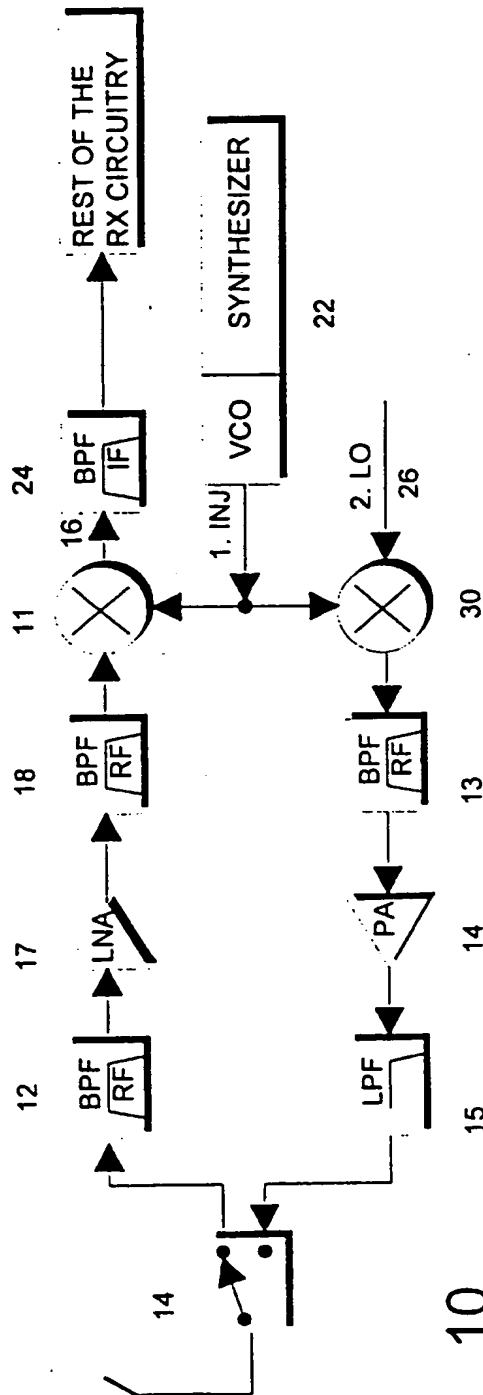 12
17
18
11
24
BPF
RF
LNA
BPF
RF
16
BPF
IF
REST OF THE
RX CIRCUITRY
1. INJ
VCO
SYNTHESIZER
22
14
2. LO
26
LPF
PA
BPF
RF
15
14
13
30
10